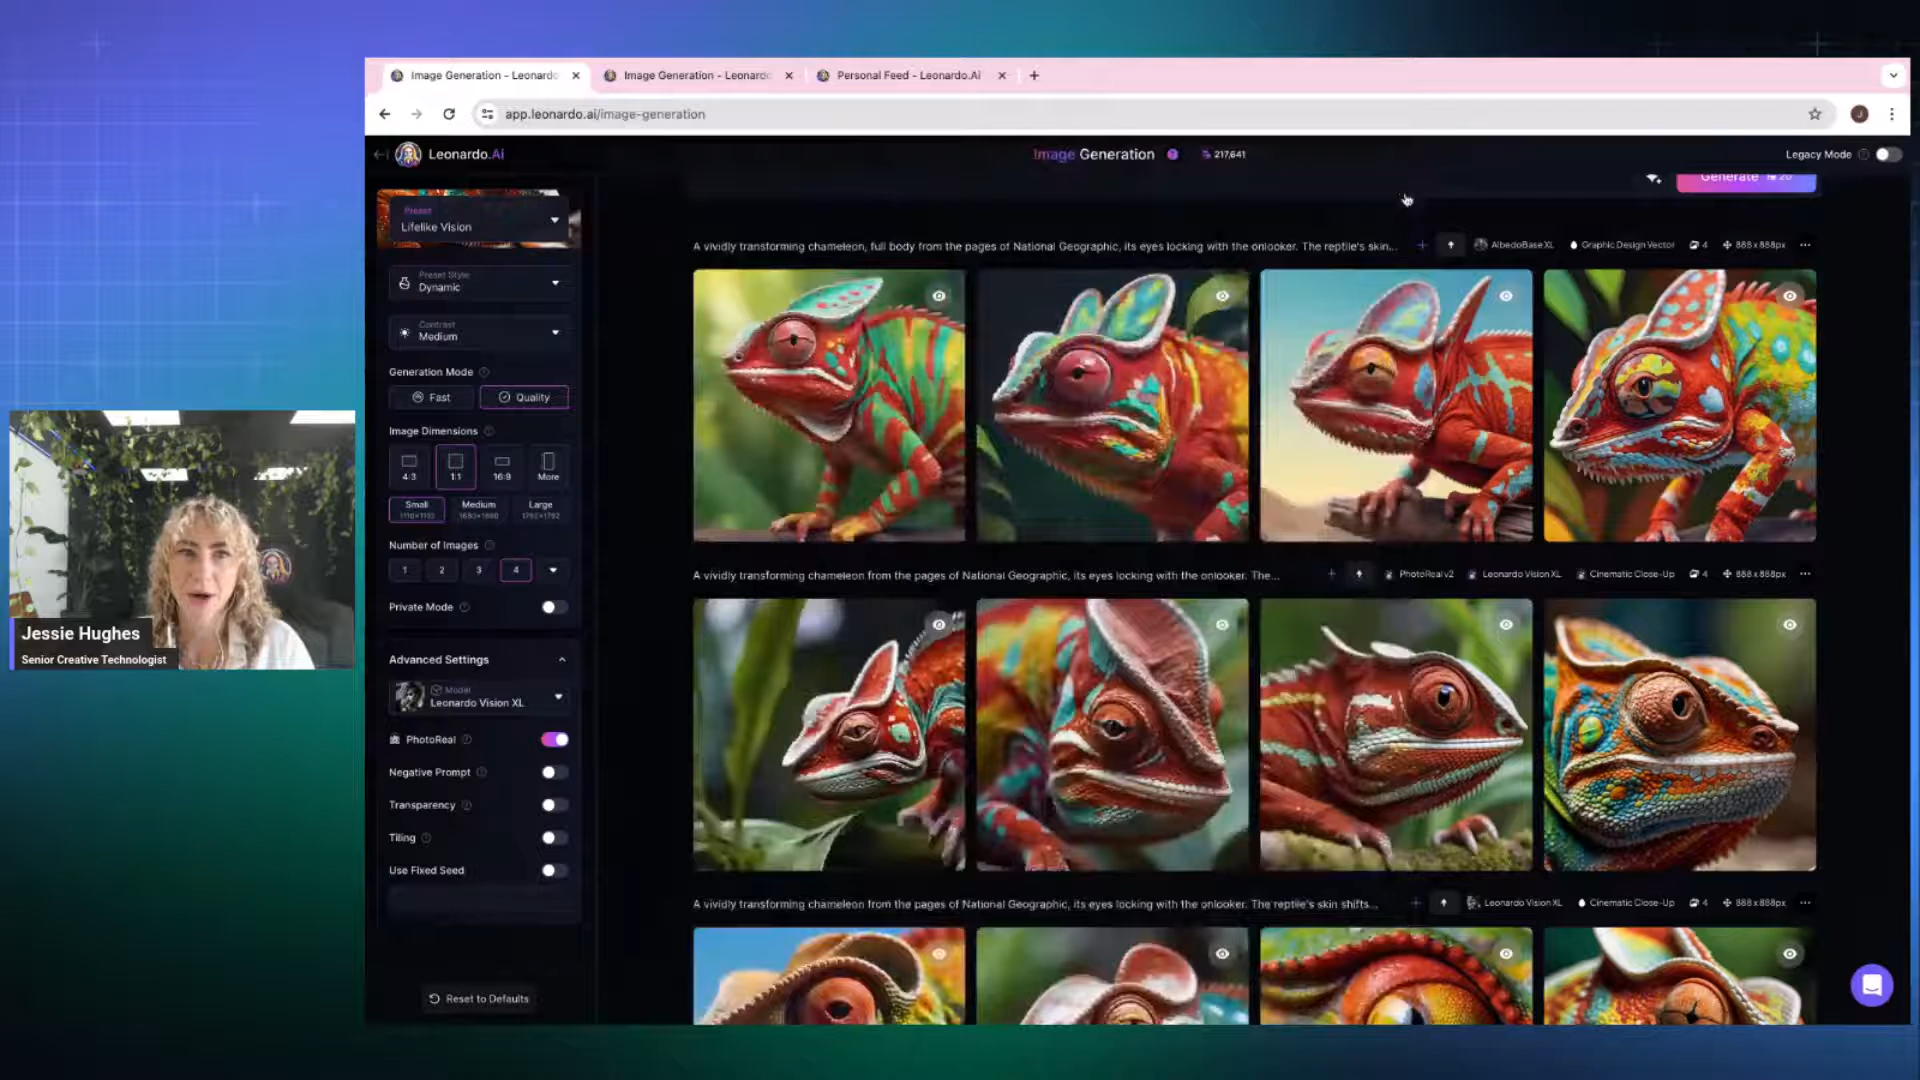 Image Generation - Leonardo
Image Generation - Leonardo
Personal Feed - Leonardo.Ai
app.leonardo.ai/image-generation
J
Leonardo.Ai
Image Generation
217,641
Legacy Mode
Generate 20
Preset
Lifelike Vision
Preset Style
Dynamic
Contrast
Medium
Generation Mode
Fast
Quality
Image Dimensions
4:3
1:1
16:9
More
Small
Medium
Large
Number of Images
1
2
3
4
Private Mode
Advanced Settings
Model
Leonardo Vision XL
PhotoReal
Negative Prompt
Transparency
Tiling
Use Fixed Seed
Reset to Defaults
A vividly transforming chameleon, full body from the pages of National Geographic, its eyes locking with the onlooker. The reptile's skin...
AlbedoBase XL
Graphic Design Vector
4
888x888px
A vividly transforming chameleon from the pages of National Geographic, its eyes locking with the onlooker. The...
PhotoReal v2
Leonardo Vision XL
Cinematic Close-Up
4
888x888px
A vividly transforming chameleon from the pages of National Geographic, its eyes locking with the onlooker. The reptile's skin shifts...
Leonardo Vision XL
Cinematic Close-Up
4
888x888px
Jessie Hughes
Senior Creative Technologist